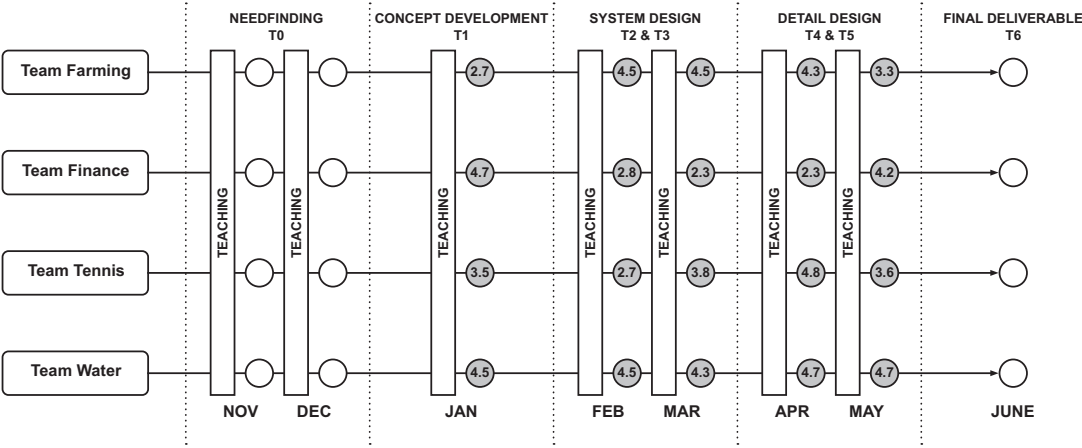 NEEDFINDING
T0
CONCEPT DEVELOPMENT
T1
SYSTEM DESIGN
T2 & T3
DETAIL DESIGN
T4 & T5
FINAL DELIVERABLE
T6
Team Farming
2.7
4.5
4.5
4.3
3.3
Team Finance
4.7
2.8
2.3
2.3
4.2
TEACHING
TEACHING
TEACHING
TEACHING
TEACHING
TEACHING
TEACHING
Team Tennis
3.5
2.7
3.8
4.8
3.6
Team Water
4.5
4.5
4.3
4.7
4.7
NOV
DEC
JAN
FEB
MAR
APR
MAY
JUNE